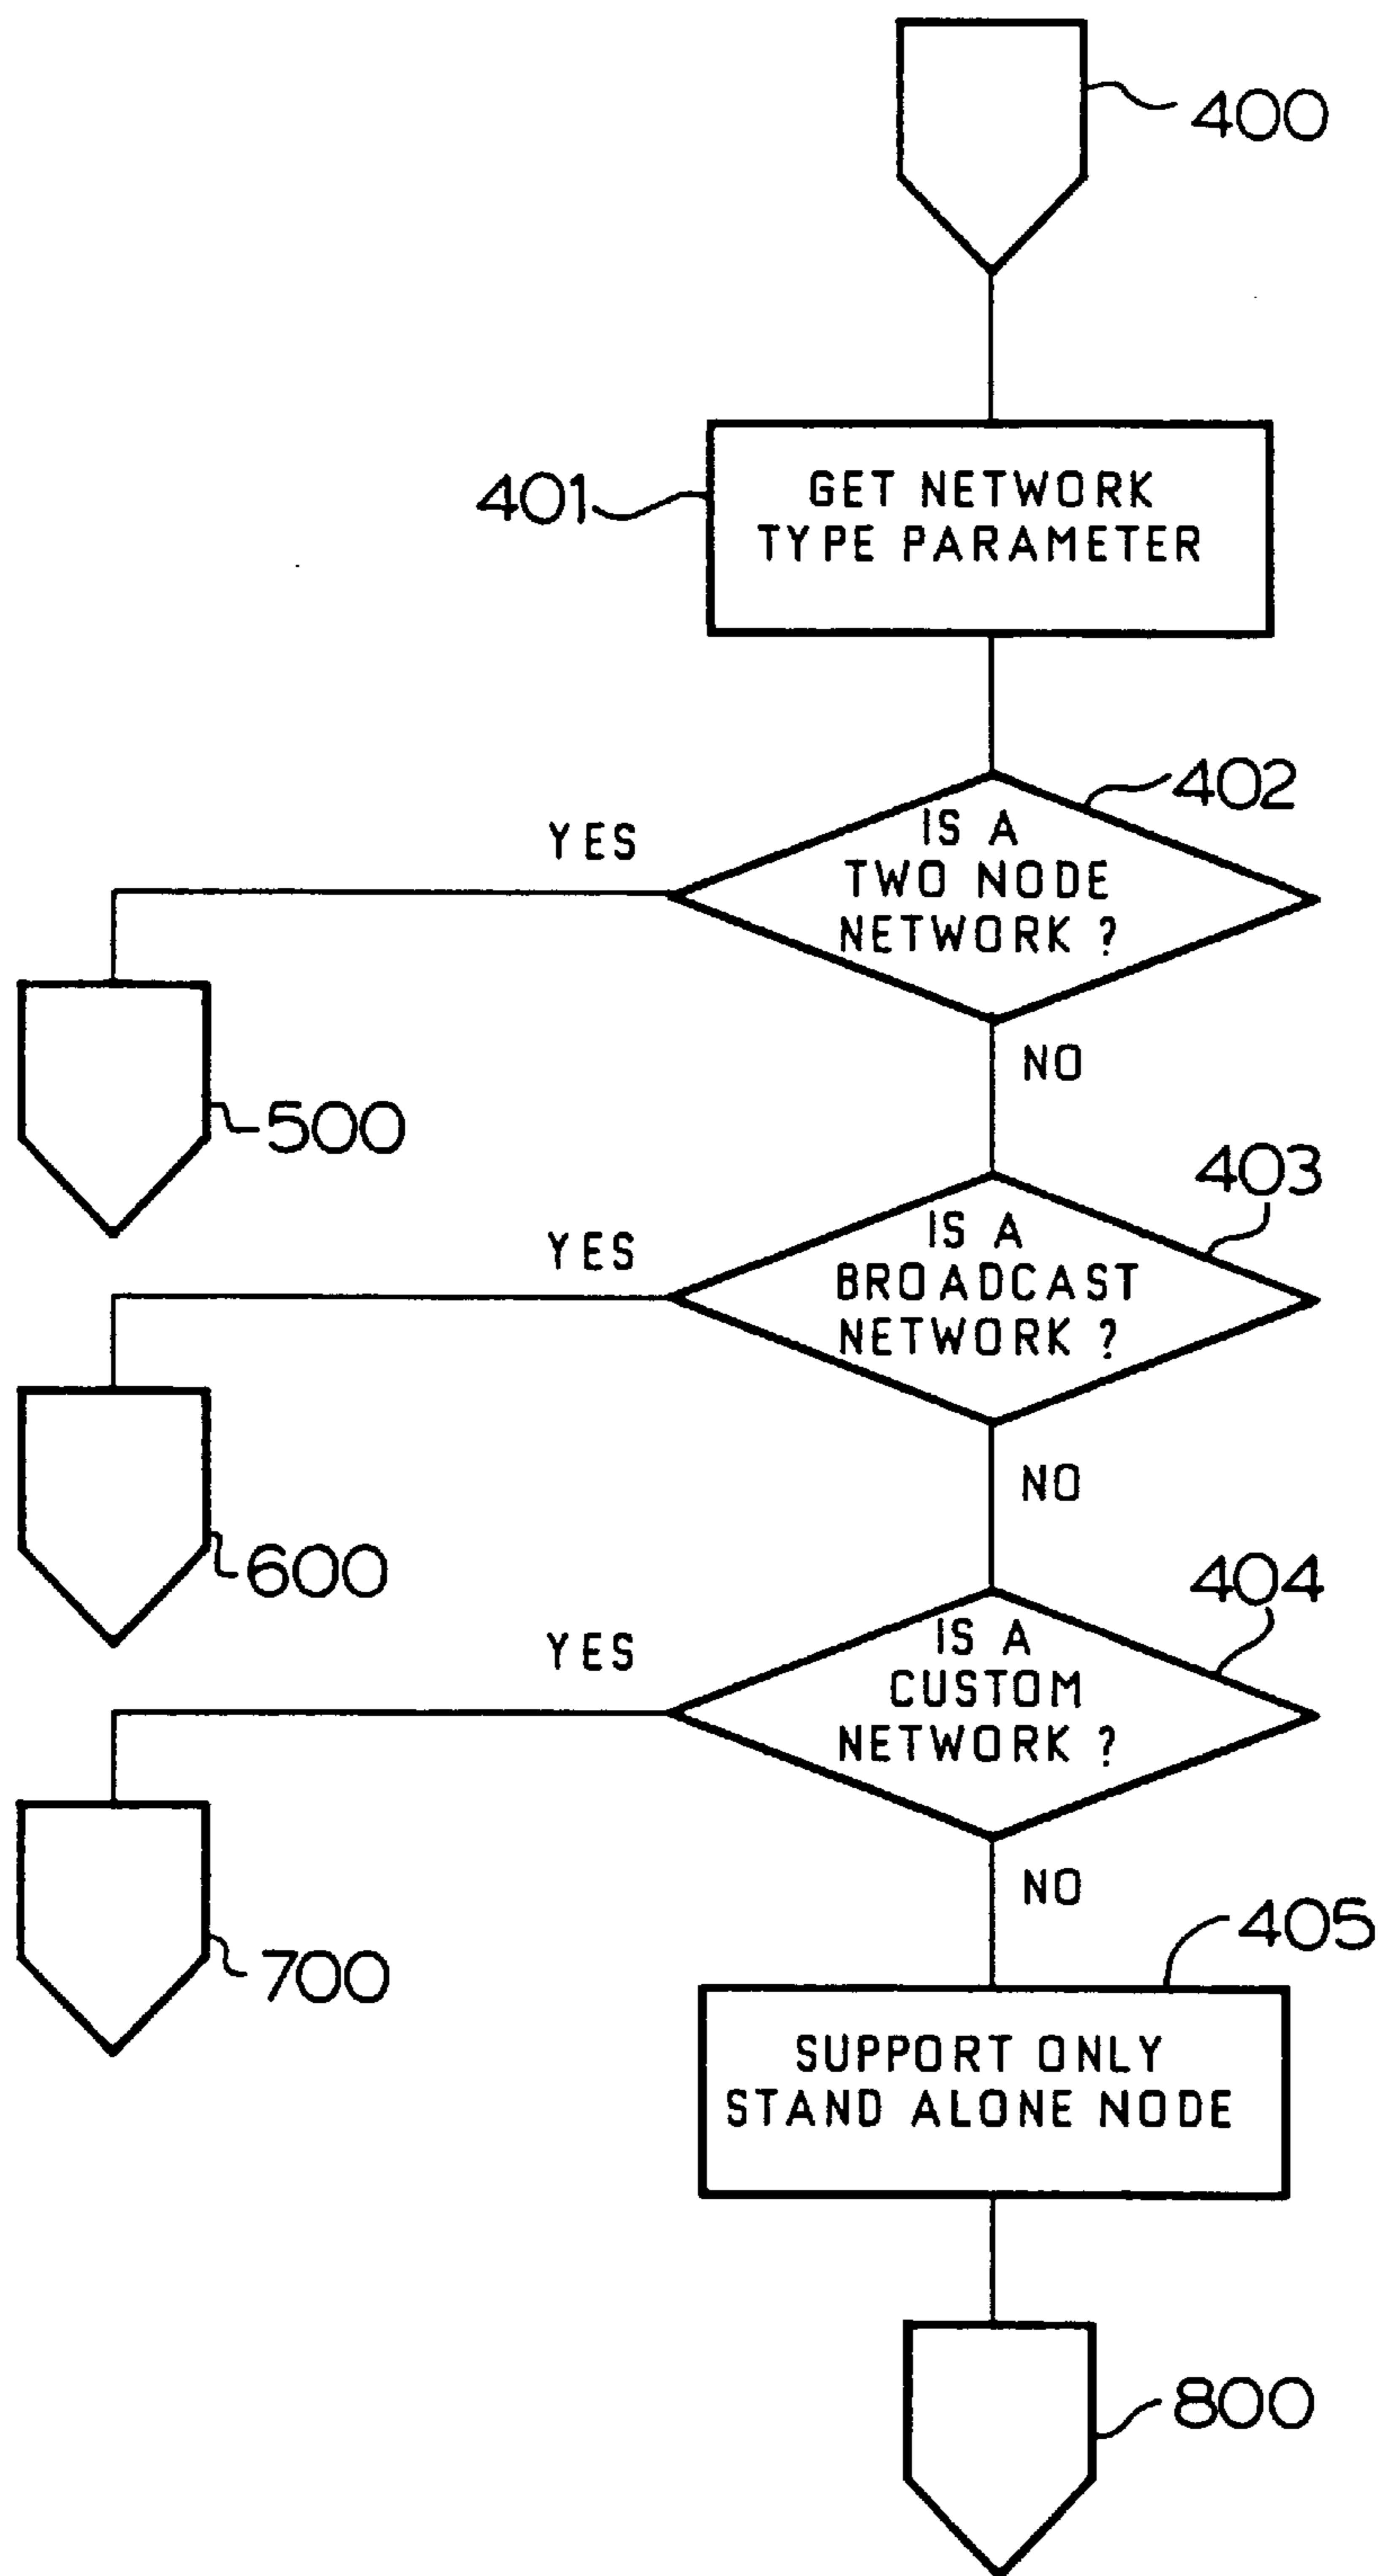 400
401
GET NETWORK
TYPE PARAMETER
402
IS A
TWO NODE
NETWORK ?
YES
NO
500
403
IS A
BROADCAST
NETWORK ?
YES
NO
600
404
IS A
CUSTOM
NETWORK ?
YES
NO
700
405
SUPPORT ONLY
STAND ALONE NODE
800